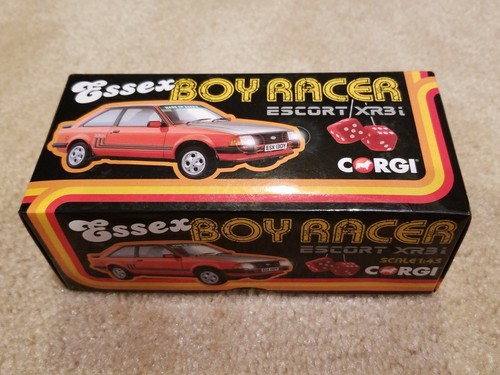 Essex BOY RACER
ESCORT XR3i
CORGI
Essex BOY RACER
ESCORT XR3i
SCALE 1:43
CORGI